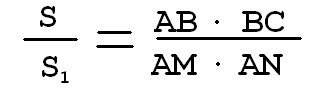 S / S₁ = AB · BC / AM · AN